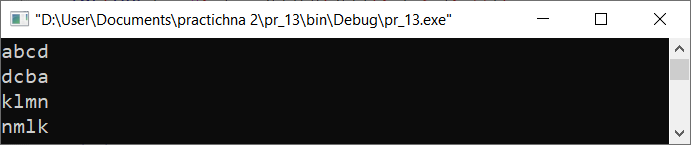 "D:\User\Documents\practichna 2\pr_13\bin\Debug\pr_13.exe"
abcd
dcba
klmn
nmlk